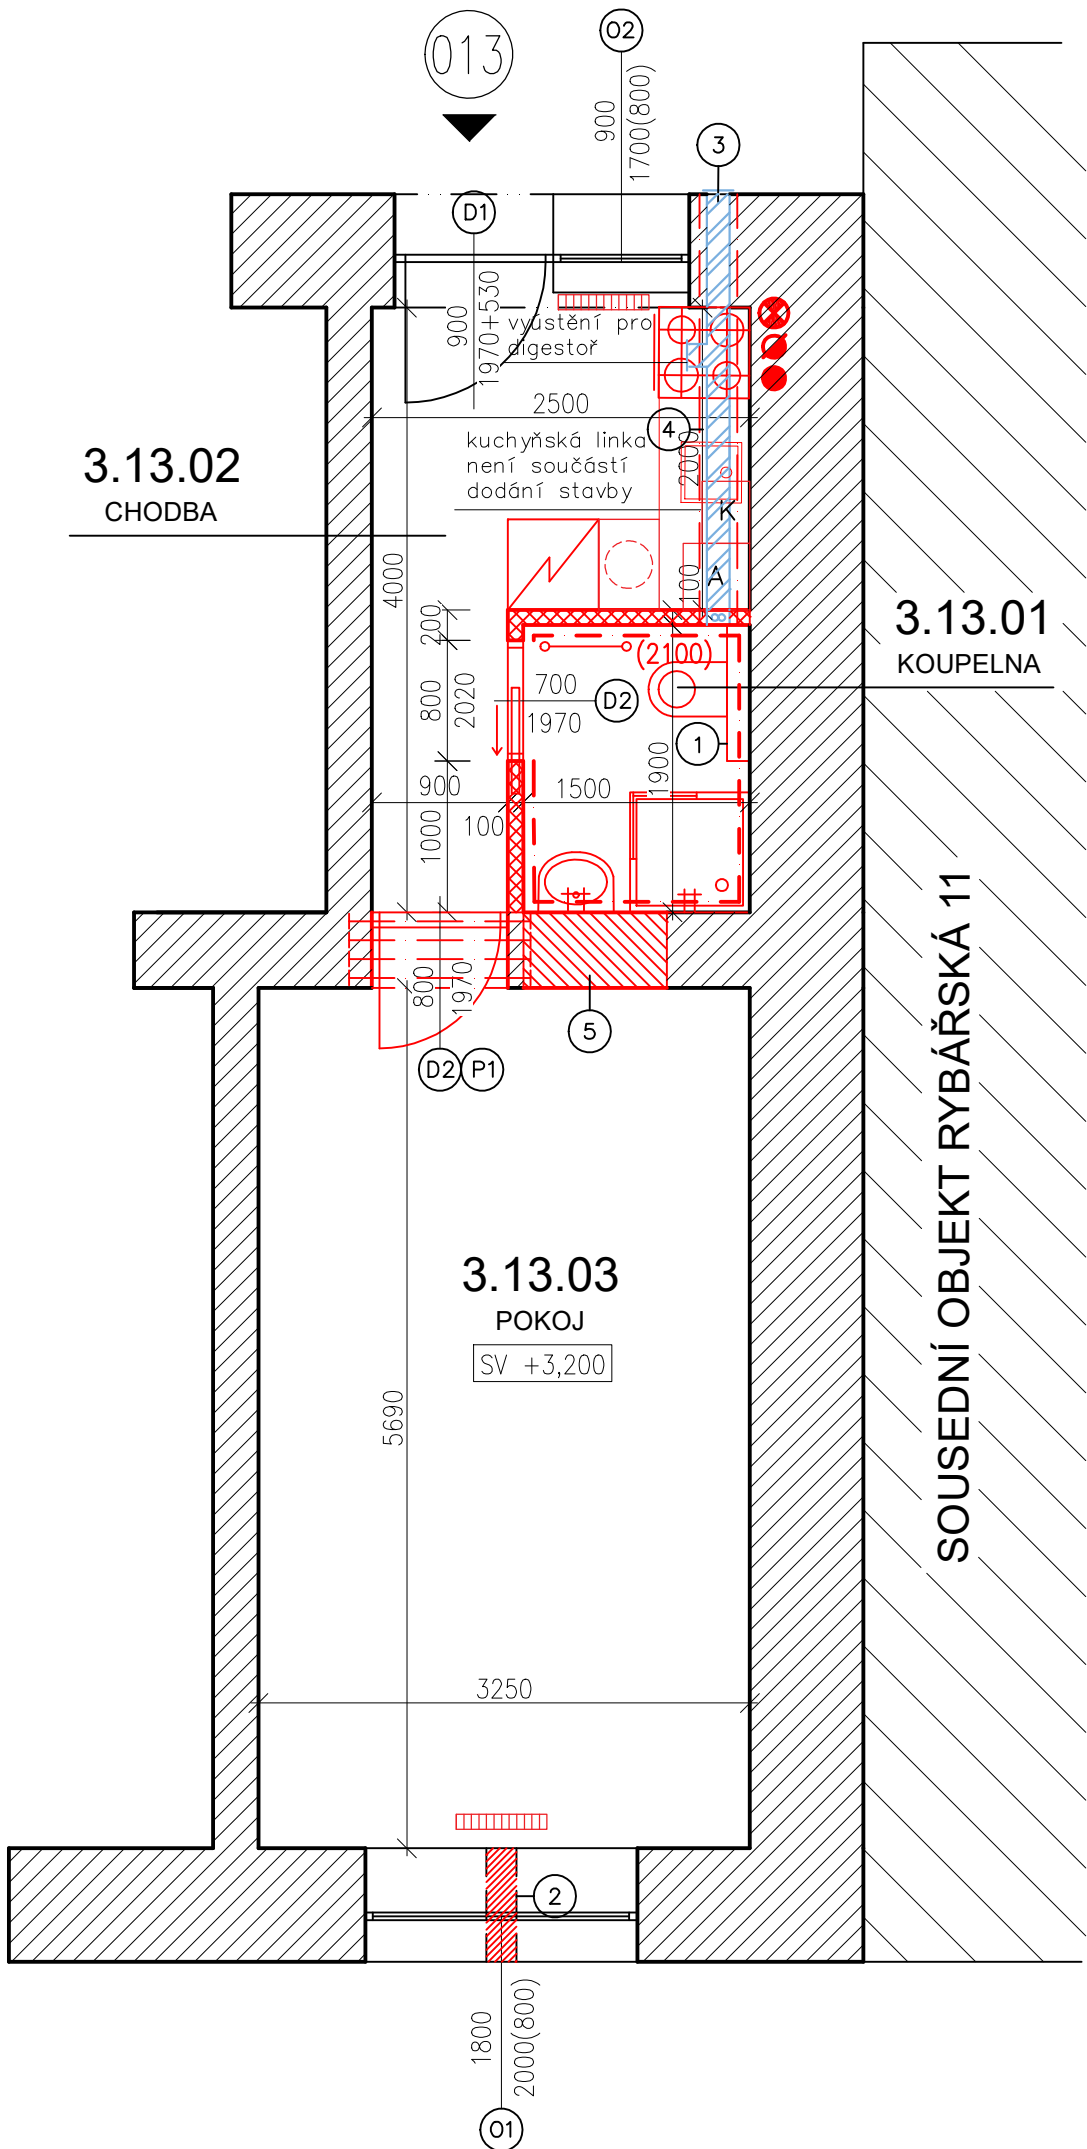 013
O2
900
1700(800)
3
D1
900
1970+530
vyústění pro
digestoř
2500
4
2000
kuchyňská linka
není součástí
dodání stavby
3.13.02
CHODBA
K
A
4000
100
200
3.13.01
KOUPELNA
(2100)
800
2020
700
1970
D2
1
1900
900
1500
100
1000
800
1970
5
D2
P1
SOUSEDNÍ OBJEKT RYBÁŘSKÁ 11
3.13.03
POKOJ
SV +3,200
5690
3250
2
1800
2000(800)
O1